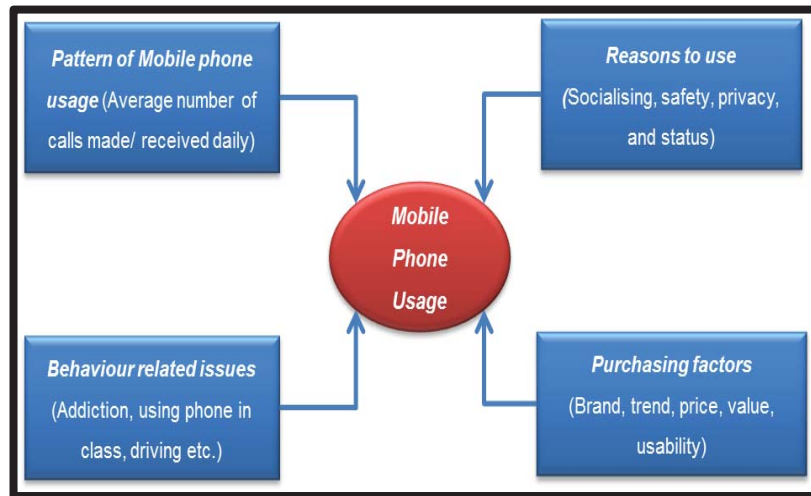 Pattern of Mobile phone
usage (Average number of
calls made/ received daily)
Reasons to use
(Socialising, safety, privacy,
and status)
Mobile
Phone
Usage
Behaviour related issues
(Addiction, using phone in
class, driving etc.)
Purchasing factors
(Brand, trend, price, value,
usability)